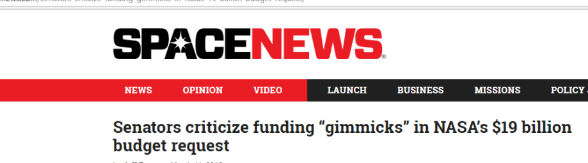 SPACENEWS
NEWS OPINION VIDEO LAUNCH BUSINESS MISSIONS POLICY
Senators criticize funding “gimmicks” in NASA’s $19 billion
budget request